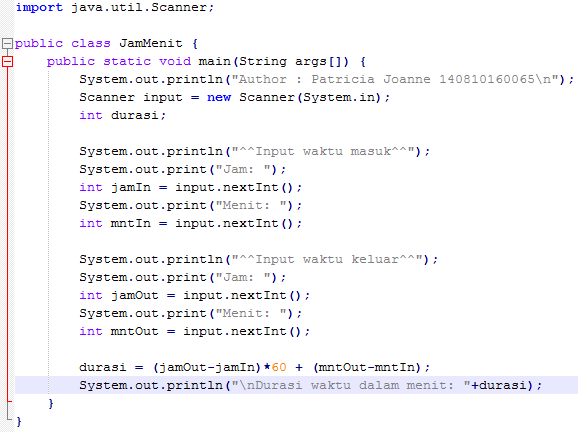 import java.util.Scanner;
public class JamMenit {
public static void main(String args[]) {
System.out.println("Author : Patricia Joanne 140810160065\n");
Scanner input = new Scanner(System.in);
int durasi;
System.out.println("^^Input waktu masuk^^");
System.out.print("Jam: ");
int jamIn = input.nextInt();
System.out.print("Menit: ");
int mntIn = input.nextInt();
System.out.println("^^Input waktu keluar^^");
System.out.print("Jam: ");
int jamOut = input.nextInt();
System.out.print("Menit: ");
int mntOut = input.nextInt();
durasi = (jamOut-jamIn)*60 + (mntOut-mntIn);
System.out.println("\nDurasi waktu dalam menit: "+durasi);
}
}